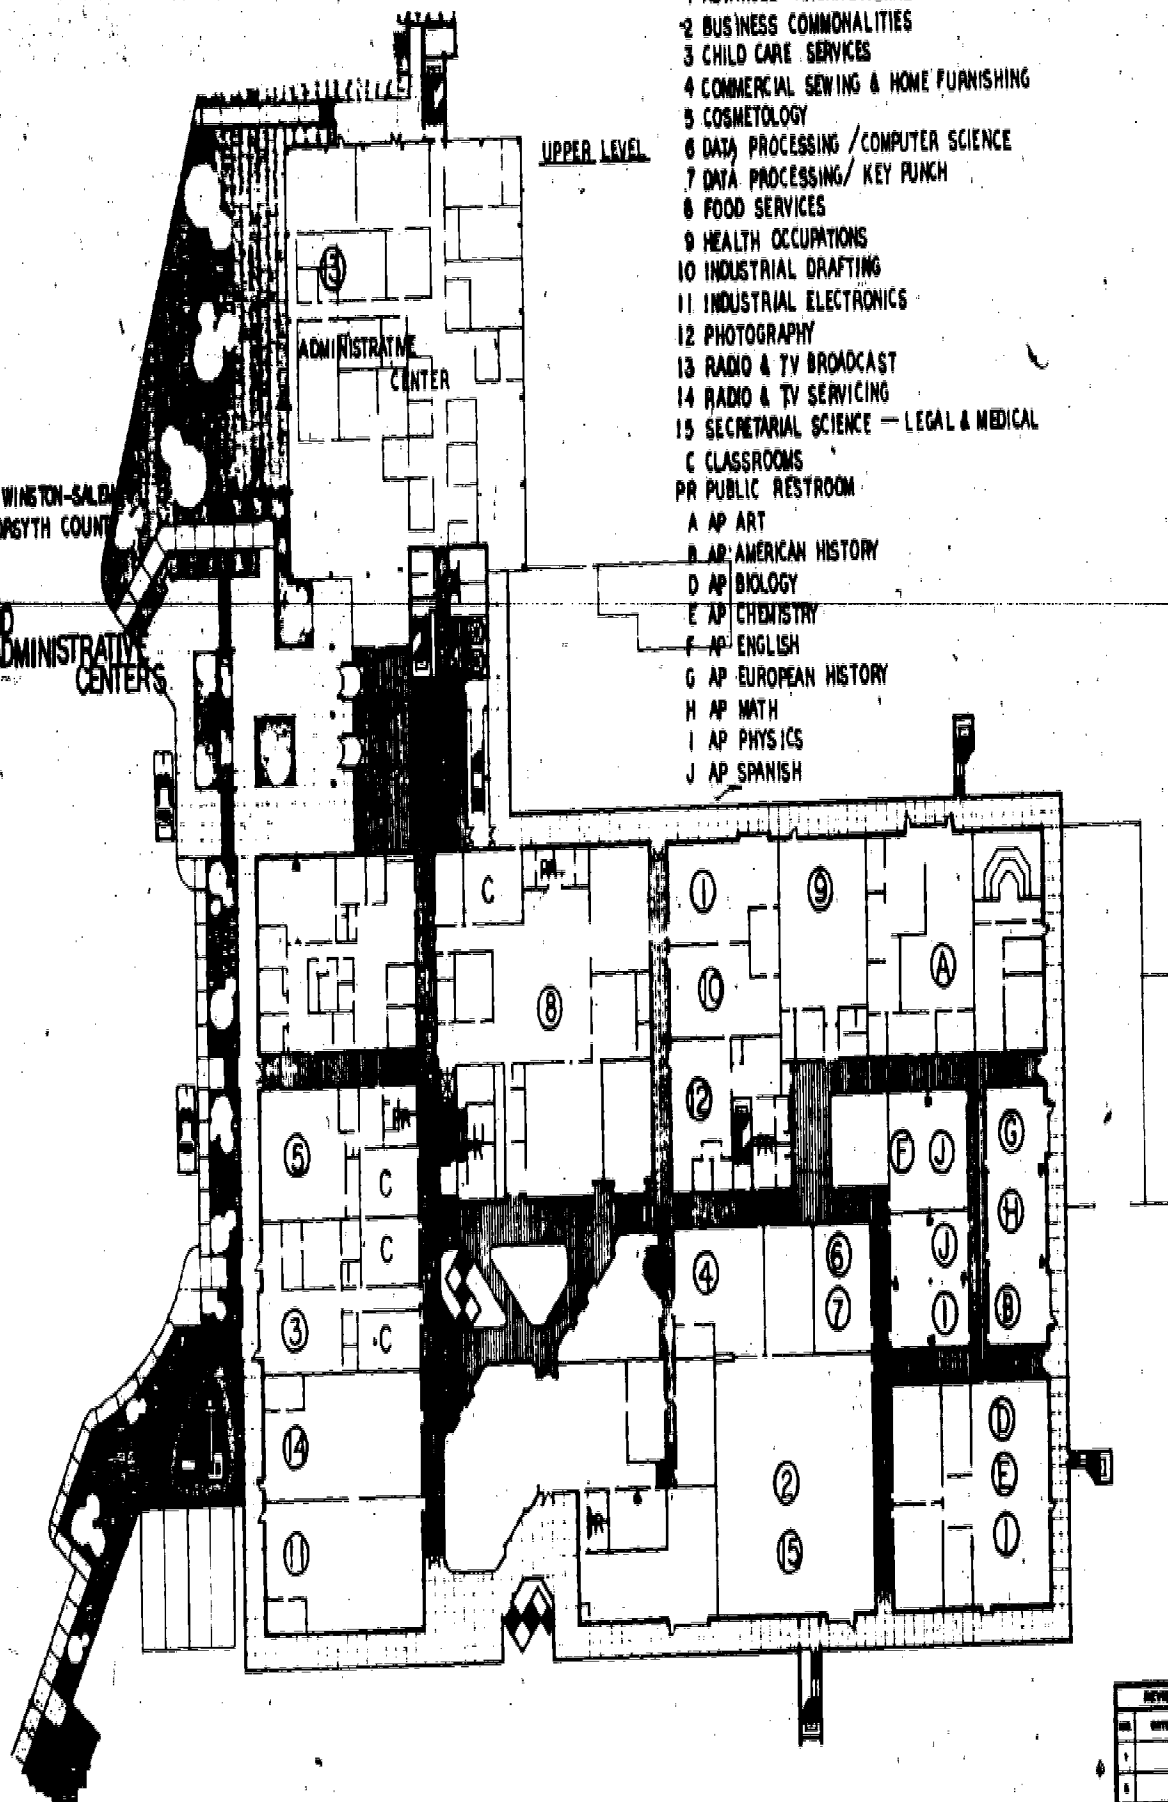 2 BUSINESS COMMONALITIES
3 CHILD CARE SERVICES
4 COMMERCIAL SEWING & HOME FURNISHING
5 COSMETOLOGY
6 DATA PROCESSING / COMPUTER SCIENCE
7 DATA PROCESSING / KEY PUNCH
8 FOOD SERVICES
9 HEALTH OCCUPATIONS
10 INDUSTRIAL DRAFTING
11 INDUSTRIAL ELECTRONICS
12 PHOTOGRAPHY
13 RADIO & TV BROADCAST
14 RADIO & TV SERVICING
15 SECRETARIAL SCIENCE — LEGAL & MEDICAL
C CLASSROOMS
PR PUBLIC RESTROOM
A AP ART
B AP AMERICAN HISTORY
D AP BIOLOGY
E AP CHEMISTRY
F AP ENGLISH
G AP EUROPEAN HISTORY
H AP MATH
I AP PHYSICS
J AP SPANISH
UPPER LEVEL
13
ADMINISTRATIVE
CENTER
WINSTON-SALEM
CENTERS
C PR 1 9
A
10
8
12
5 PR
C
F J G
H
C
4 6 J
7 I B
3 C
14
D
2 E
PR
11 15 I